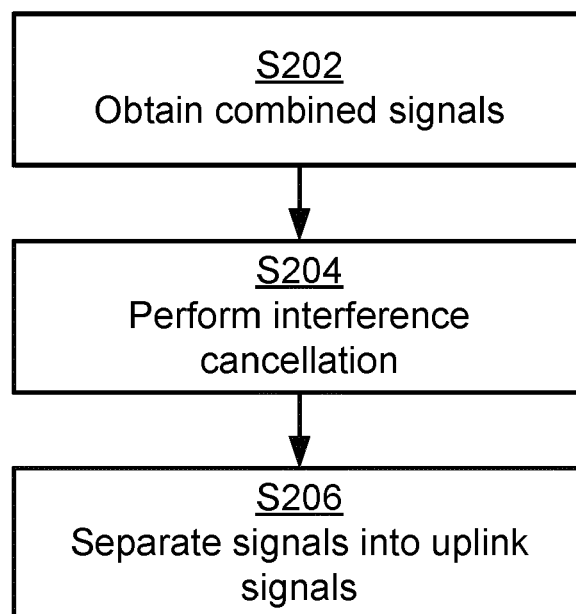 S202
Obtain combined signals
S204
Perform interference
cancellation
S206
Separate signals into uplink
signals